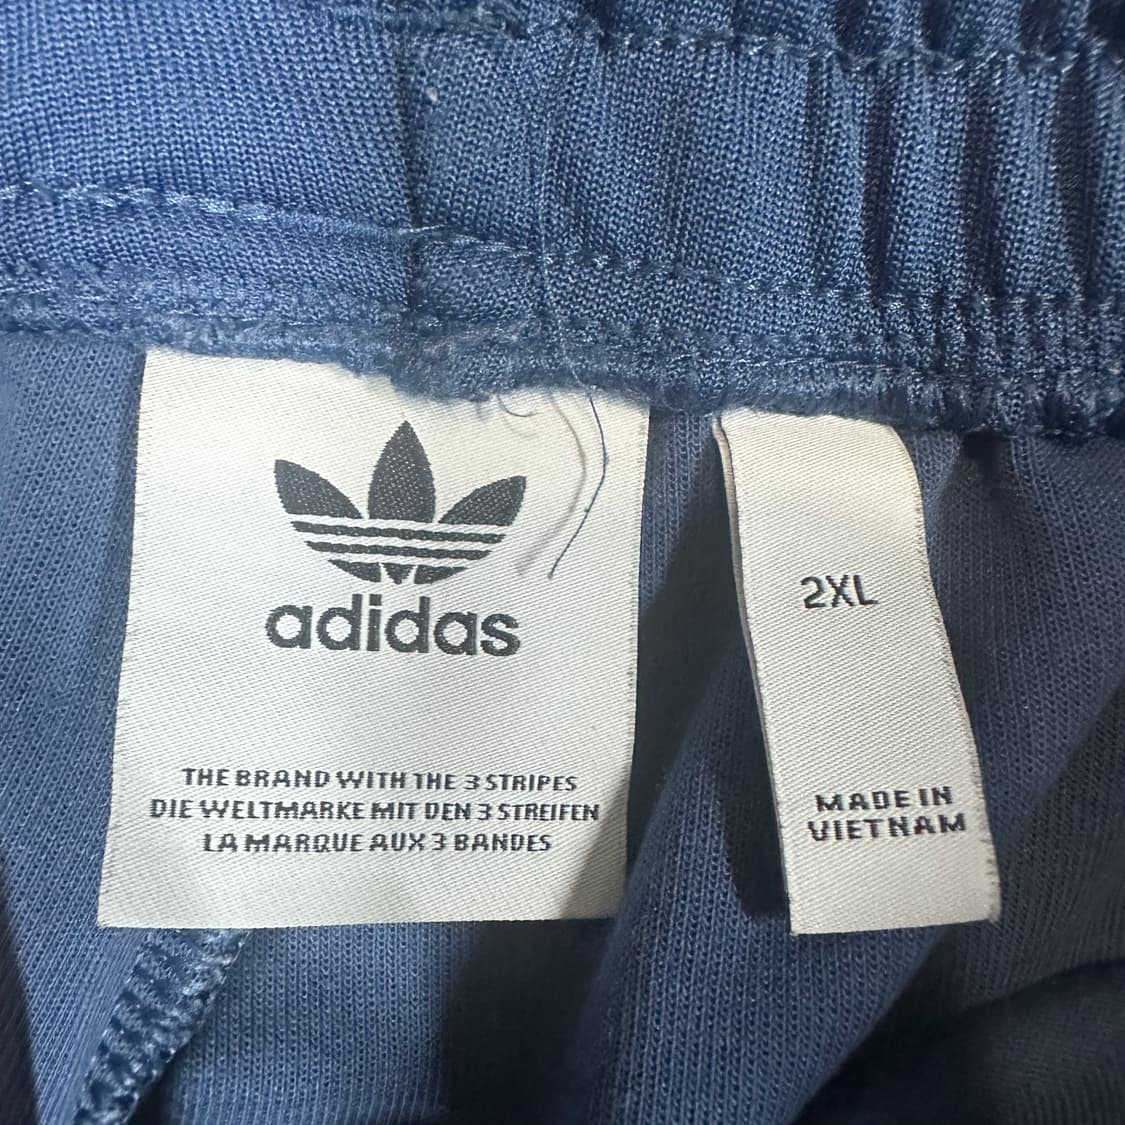 adidas
THE BRAND WITH THE 3 STRIPES
DIE WELTMARKE MIT DEN 3 STREIFEN
LA MARQUE AUX 3 BANDES
2XL
MADE IN
VIETNAM